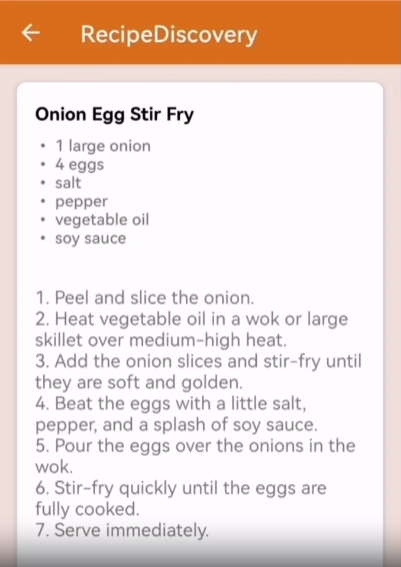 RecipeDiscovery
Onion Egg Stir Fry
• 1 large onion
• 4 eggs
• salt
• pepper
• vegetable oil
• soy sauce
1. Peel and slice the onion.
2. Heat vegetable oil in a wok or large
skillet over medium-high heat.
3. Add the onion slices and stir-fry until
they are soft and golden.
4. Beat the eggs with a little salt,
pepper, and a splash of soy sauce.
5. Pour the eggs over the onions in the
wok.
6. Stir-fry quickly until the eggs are
fully cooked.
7. Serve immediately.